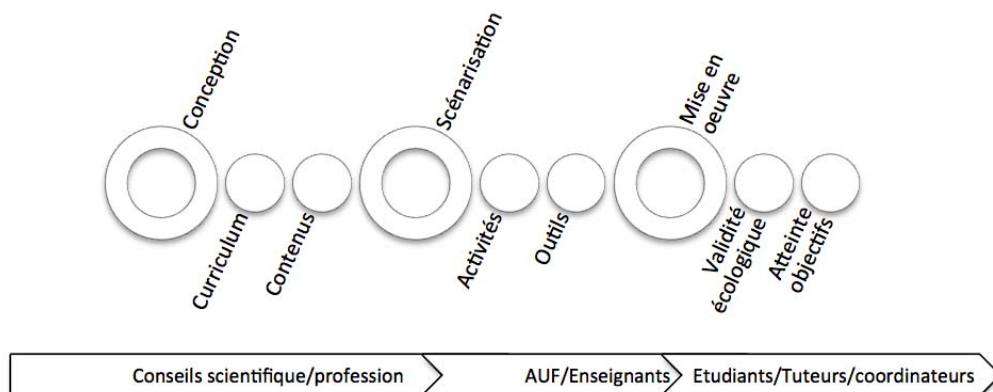 Conception
Scénarisation
Mise en
oeuvre
Curriculum
Contenus
Activités
Outils
Validité
écologique
Atteinte
objectifs
Conseils scientifique/profession
AUF/Enseignants
Etudiants/Tuteurs/coordinateurs